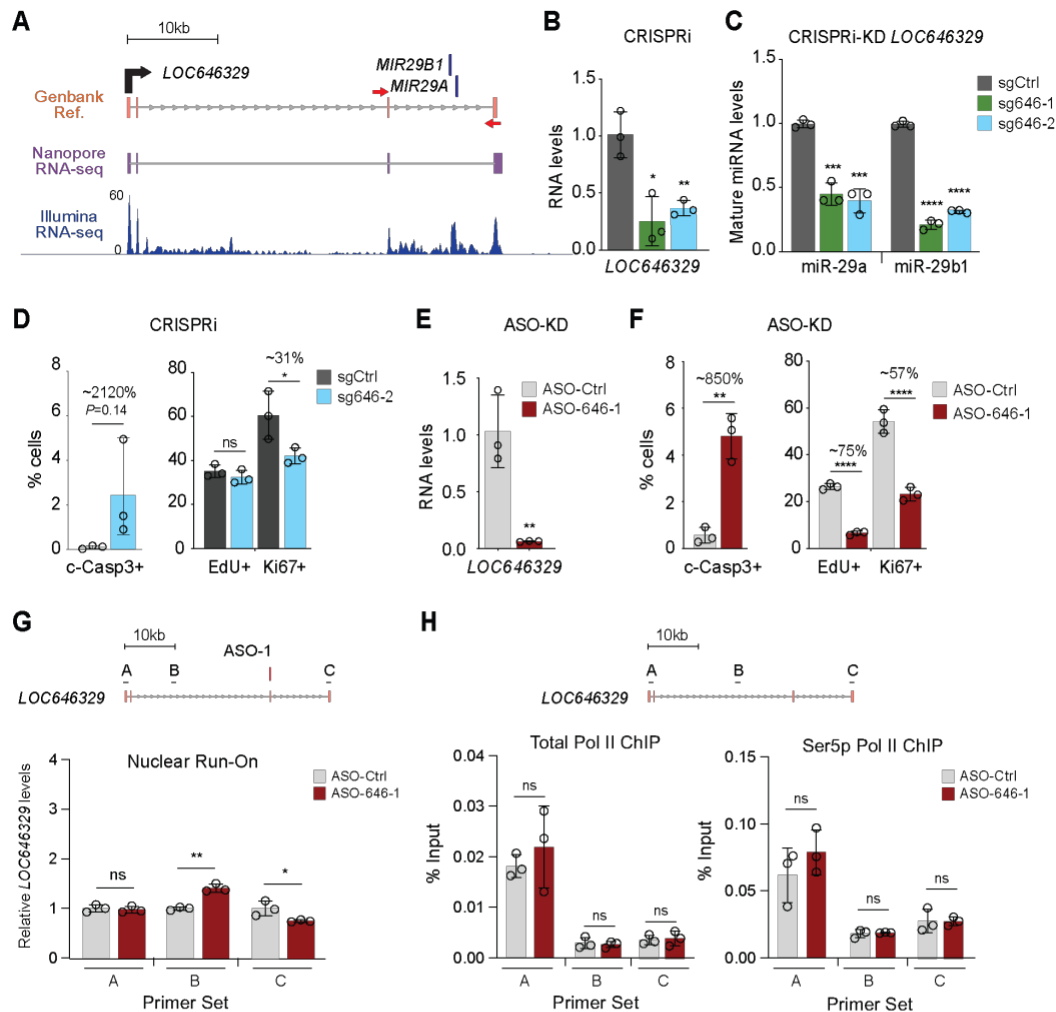 A
10kb
LOC646329
MIR29B1
MIR29A
Genbank
Ref.
Nanopore
RNA-seq
60
Illumina
RNA-seq
0
B
CRISPRi
RNA levels
1.5
1.0
0.5
0.0
*
**
LOC646329
C
CRISPRi-KD LOC646329
Mature miRNA levels
1.5
1.0
0.5
0.0
***
***
****
****
miR-29a
miR-29b1
sgCtrl
sg646-1
sg646-2
D
CRISPRi
% cells
8
6
4
2
0
~2120%
P=0.14
c-Casp3+
80
60
40
20
0
ns
~31%
*
EdU+
Ki67+
sgCtrl
sg646-2
E
ASO-KD
RNA levels
1.5
1.0
0.5
0.0
**
LOC646329
ASO-Ctrl
ASO-646-1
F
ASO-KD
% cells
8
6
4
2
0
~850%
**
c-Casp3+
80
60
40
20
0
~75%
****
~57%
****
EdU+
Ki67+
ASO-Ctrl
ASO-646-1
G
10kb
ASO-1
A
B
C
LOC646329
Nuclear Run-On
Relative LOC646329 levels
4
3
2
1
0
ns
**
*
ASO-Ctrl
ASO-646-1
A
B
C
Primer Set
H
10kb
A
B
C
LOC646329
Total Pol II ChIP
% Input
0.04
0.03
0.02
0.01
0.00
ns
ns
ns
A
B
C
Primer Set
Ser5p Pol II ChIP
% Input
0.15
0.10
0.05
0.00
ns
ns
ns
ASO-Ctrl
ASO-646-1
A
B
C
Primer Set